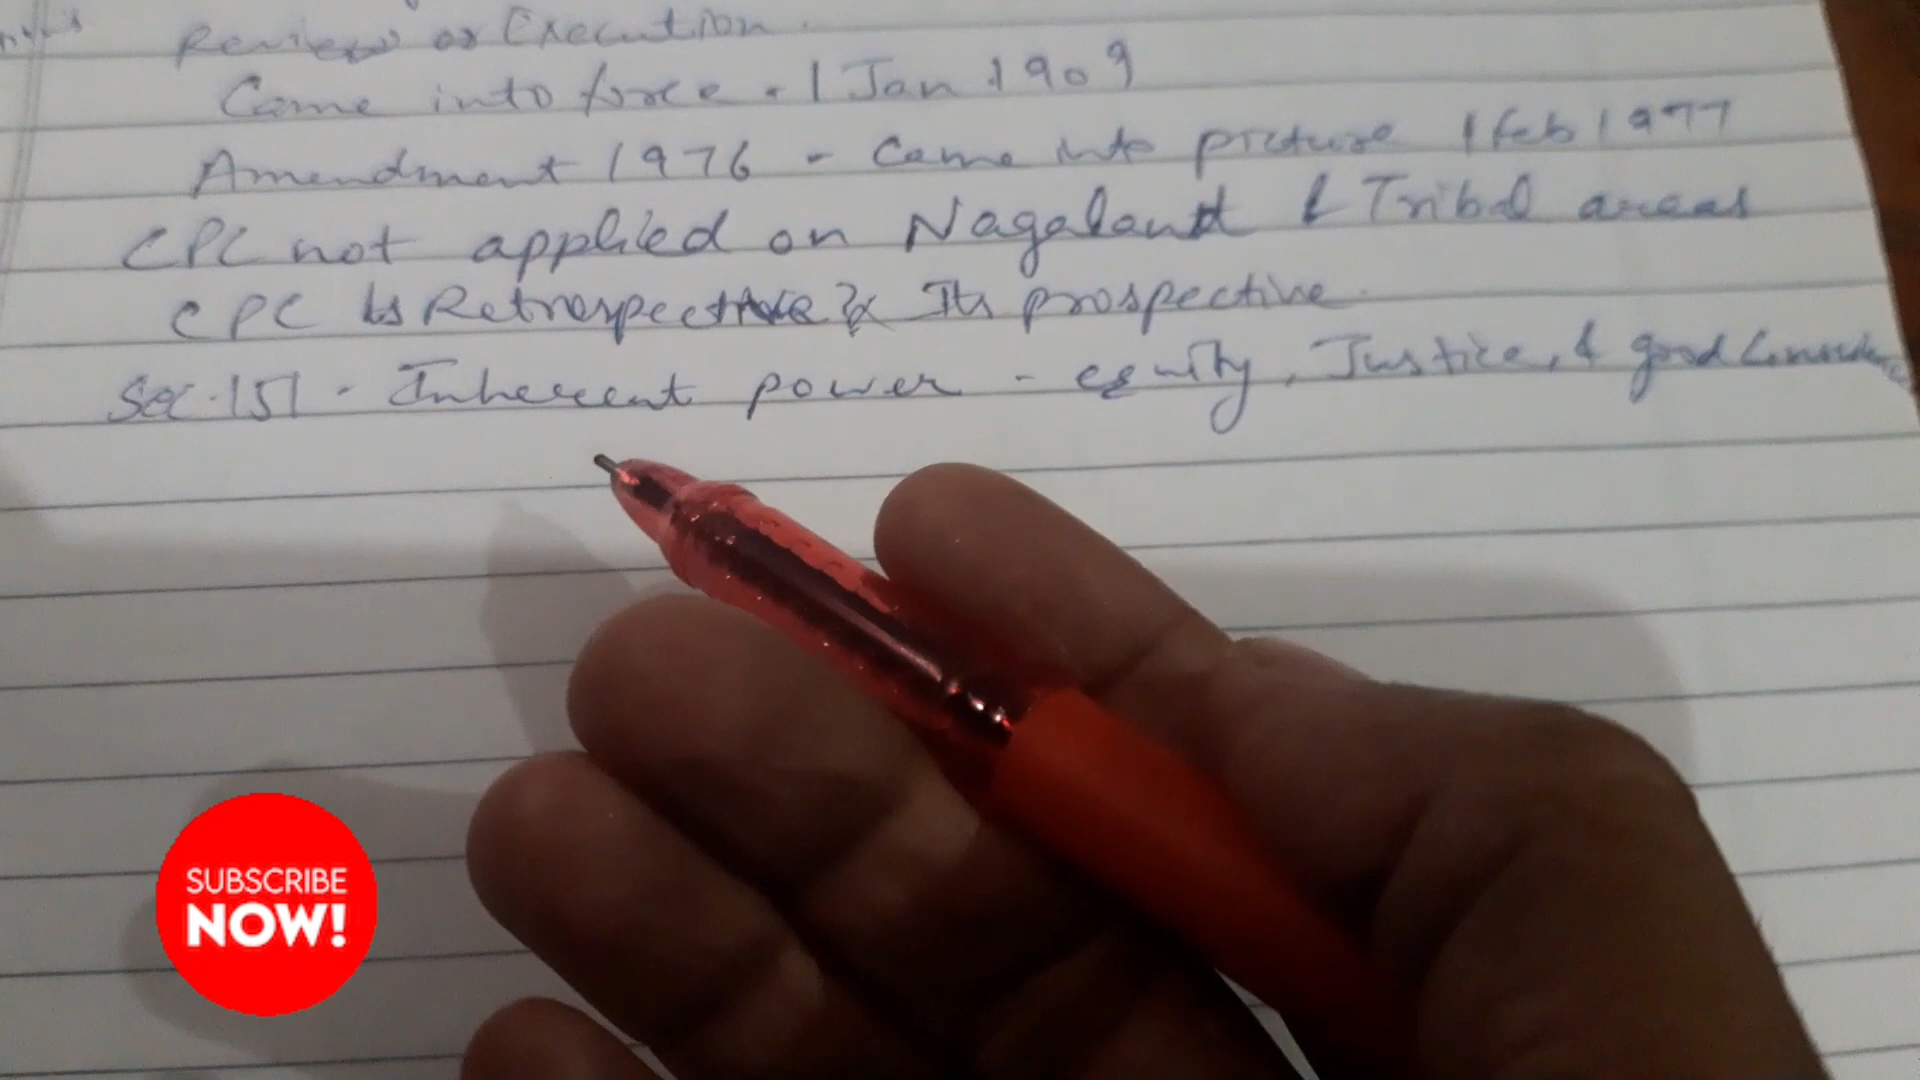 Review or Execution.
Came into force - 1 Jan 1909
Amendment 1976 - Came into picture 1 Feb 1977
CPC not applied on Nagaland & Tribal areas
CPC is Retrospective & Its prospective.
Sec. 151 - Inherent power - equity, Justice, & good
SUBSCRIBE
NOW!